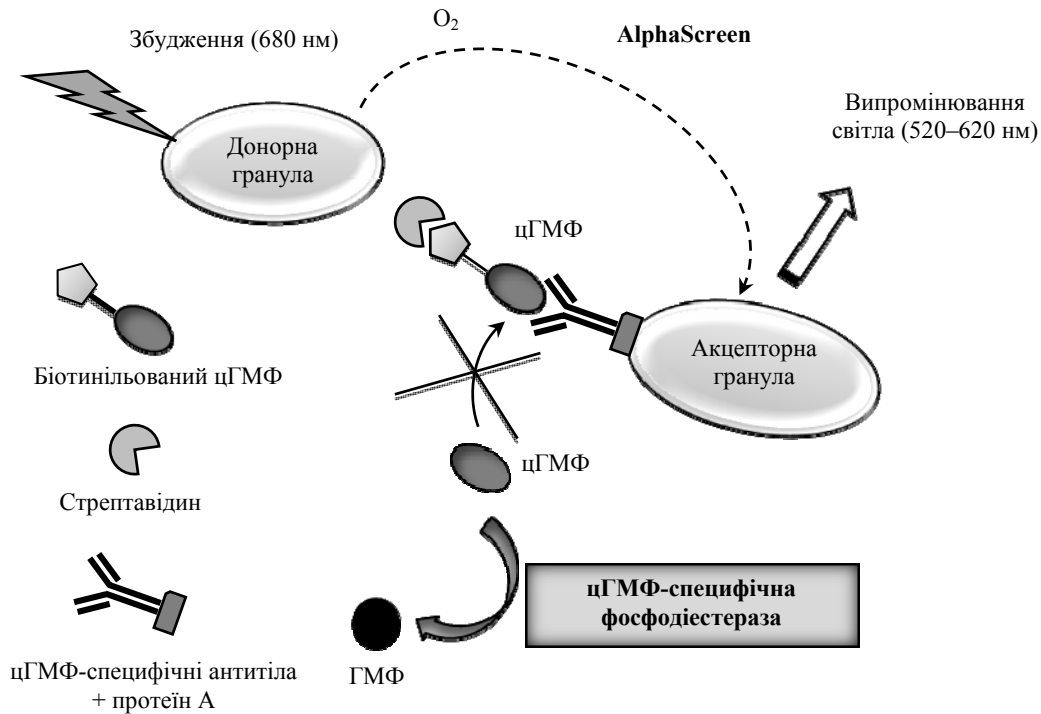 O₂
Збудження (680 нм)
AlphaScreen
Випромінювання
світла (520–620 нм)
Донорна
гранула
цГМФ
Акцепторна
гранула
Біотинільований цГМФ
цГМФ
Стрептавідин
цГМФ-специфічна
фосфодіестераза
цГМФ-специфічні антитіла
+ протеїн А
ГМФ